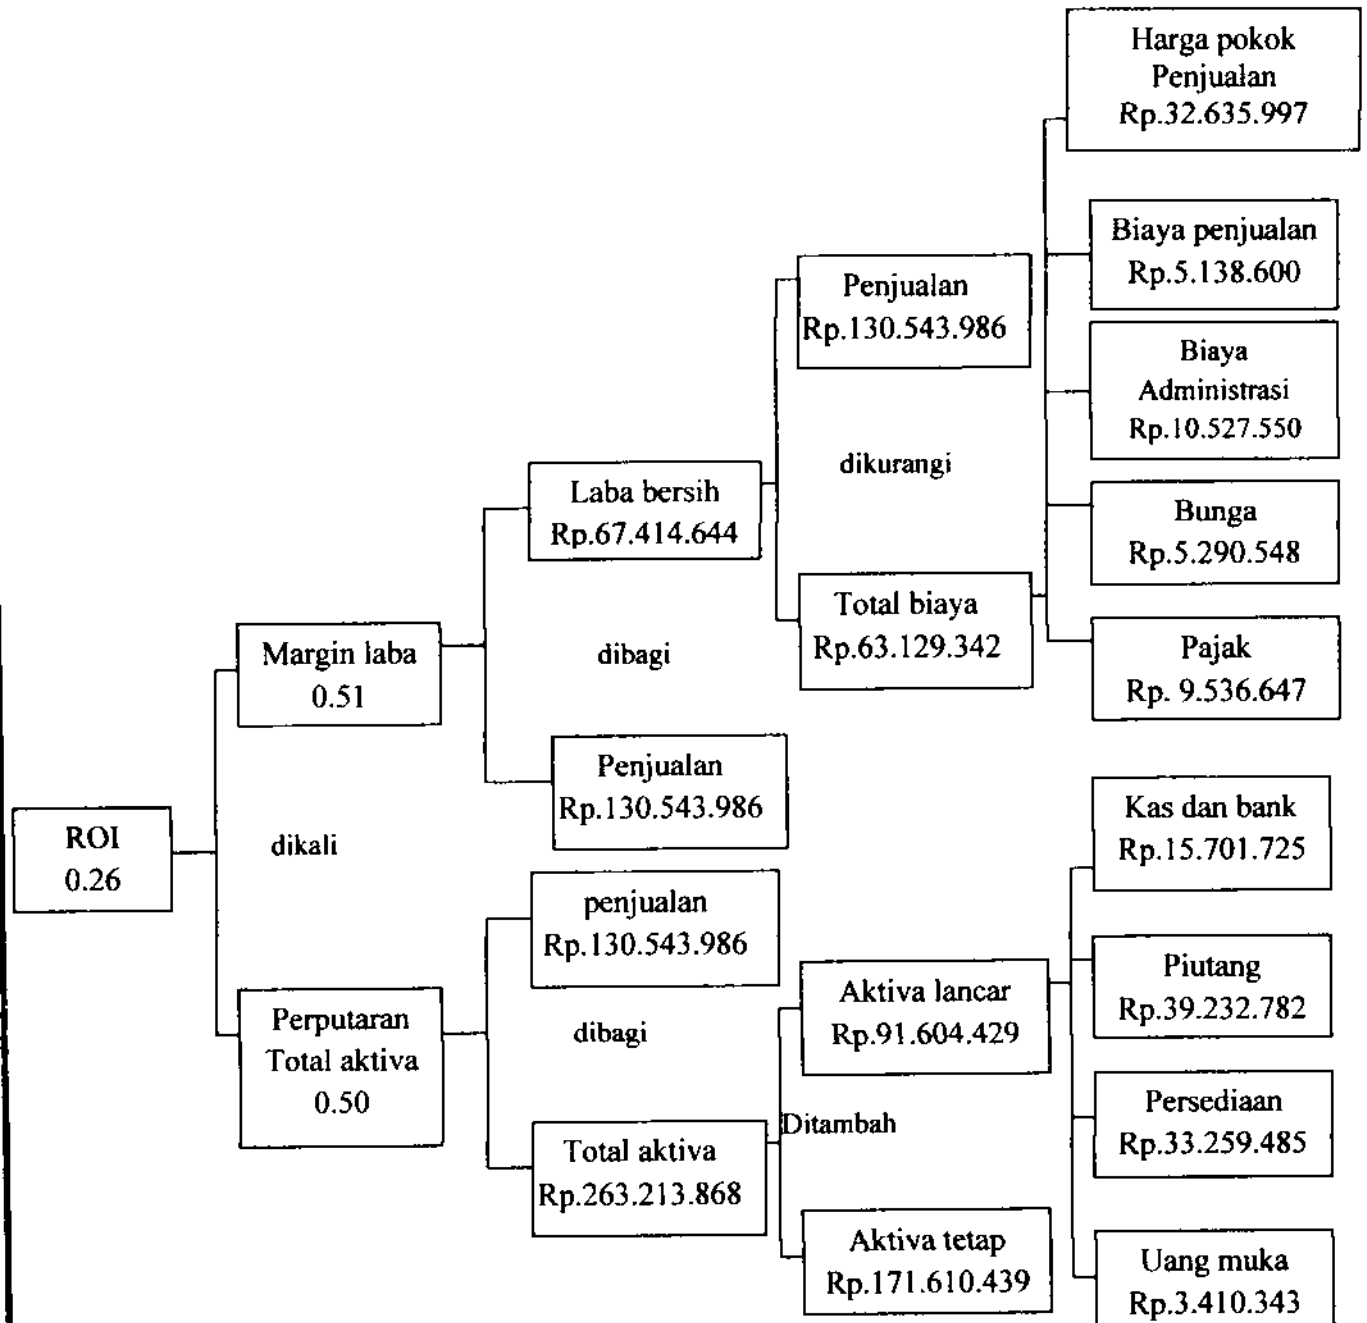 Harga pokok
Penjualan
Rp.32.635.997
Biaya penjualan
Rp.5.138.600
Penjualan
Rp.130.543.986
Biaya
Administrasi
Rp.10.527.550
dikurangi
Laba bersih
Rp.67.414.644
Bunga
Rp.5.290.548
Total biaya
Rp.63.129.342
Margin laba
0.51
dibagi
Pajak
Rp. 9.536.647
Penjualan
Rp.130.543.986
Kas dan bank
Rp.15.701.725
ROI
0.26
dikali
penjualan
Rp.130.543.986
Piutang
Rp.39.232.782
Aktiva lancar
Rp.91.604.429
Perputaran
Total aktiva
0.50
dibagi
Persediaan
Rp.33.259.485
Ditambah
Total aktiva
Rp.263.213.868
Aktiva tetap
Rp.171.610.439
Uang muka
Rp.3.410.343